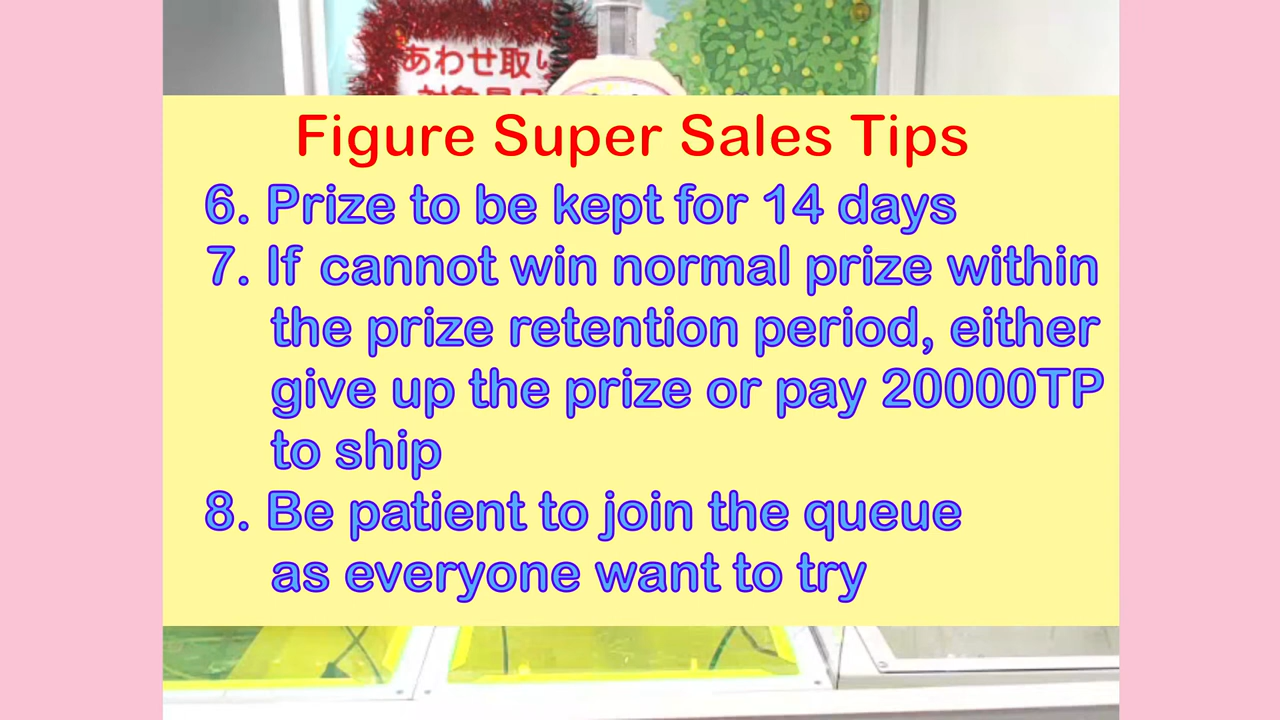 あわせ取り
Figure Super Sales Tips
6. Prize to be kept for 14 days
7. If cannot win normal prize within
the prize retention period, either
give up the prize or pay 20000TP
to ship
8. Be patient to join the queue
as everyone want to try